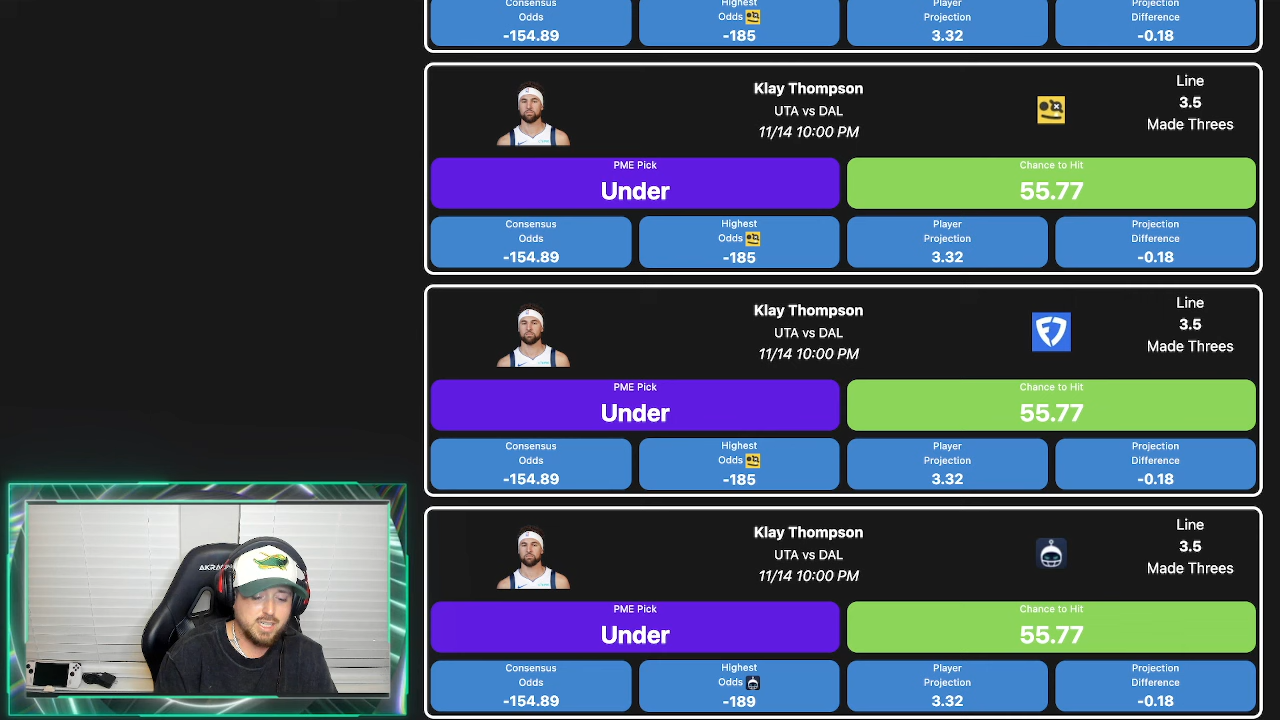 Consensus
Odds
-154.89
Highest
Odds
-185
Player
Projection
3.32
Projection
Difference
-0.18
Klay Thompson
UTA vs DAL
11/14 10:00 PM
Line
3.5
Made Threes
PME Pick
Under
Chance to Hit
55.77
Consensus
Odds
-154.89
Highest
Odds
-185
Player
Projection
3.32
Projection
Difference
-0.18
Klay Thompson
UTA vs DAL
11/14 10:00 PM
Line
3.5
Made Threes
PME Pick
Under
Chance to Hit
55.77
Consensus
Odds
-154.89
Highest
Odds
-185
Player
Projection
3.32
Projection
Difference
-0.18
Klay Thompson
UTA vs DAL
11/14 10:00 PM
Line
3.5
Made Threes
PME Pick
Under
Chance to Hit
55.77
Consensus
Odds
-154.89
Highest
Odds
-189
Player
Projection
3.32
Projection
Difference
-0.18